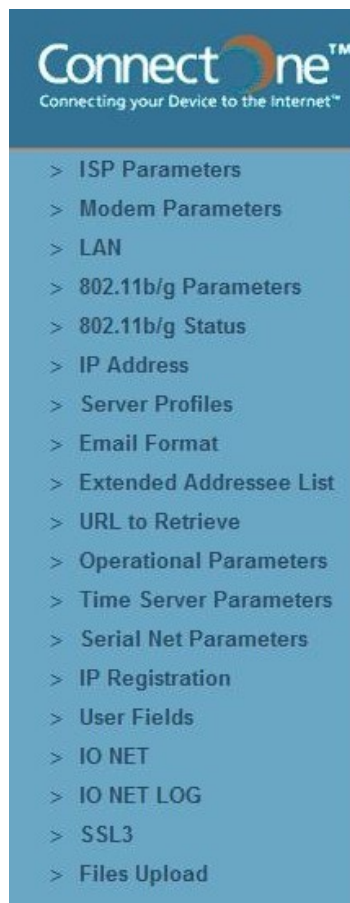 ConnectOne™
Connecting your Device to the Internet™
> ISP Parameters
> Modem Parameters
> LAN
> 802.11b/g Parameters
> 802.11b/g Status
> IP Address
> Server Profiles
> Email Format
> Extended Addressee List
> URL to Retrieve
> Operational Parameters
> Time Server Parameters
> Serial Net Parameters
> IP Registration
> User Fields
> IO NET
> IO NET LOG
> SSL3
> Files Upload